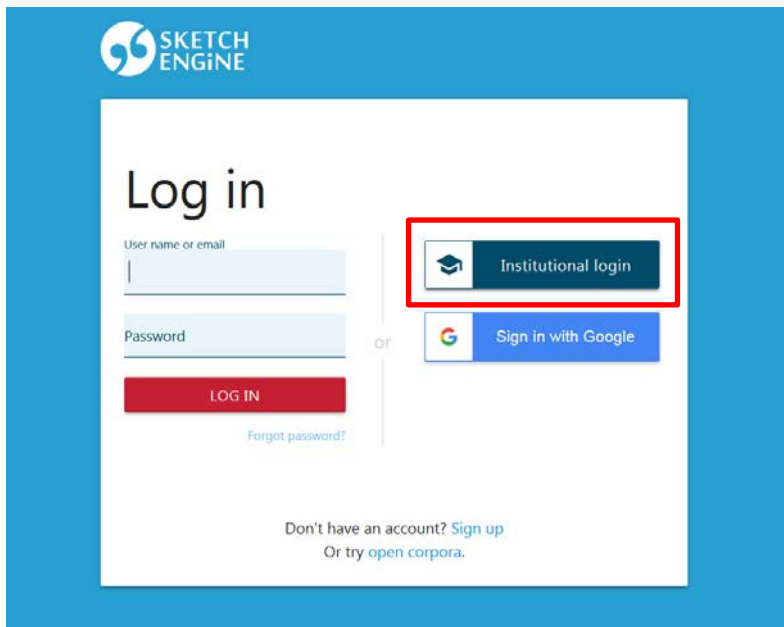 SKETCH
ENGiNE
Log in
User name or email
Password
LOG IN
Forgot password?
or
Institutional login
Sign in with Google
Don't have an account? Sign up
Or try open corpora.